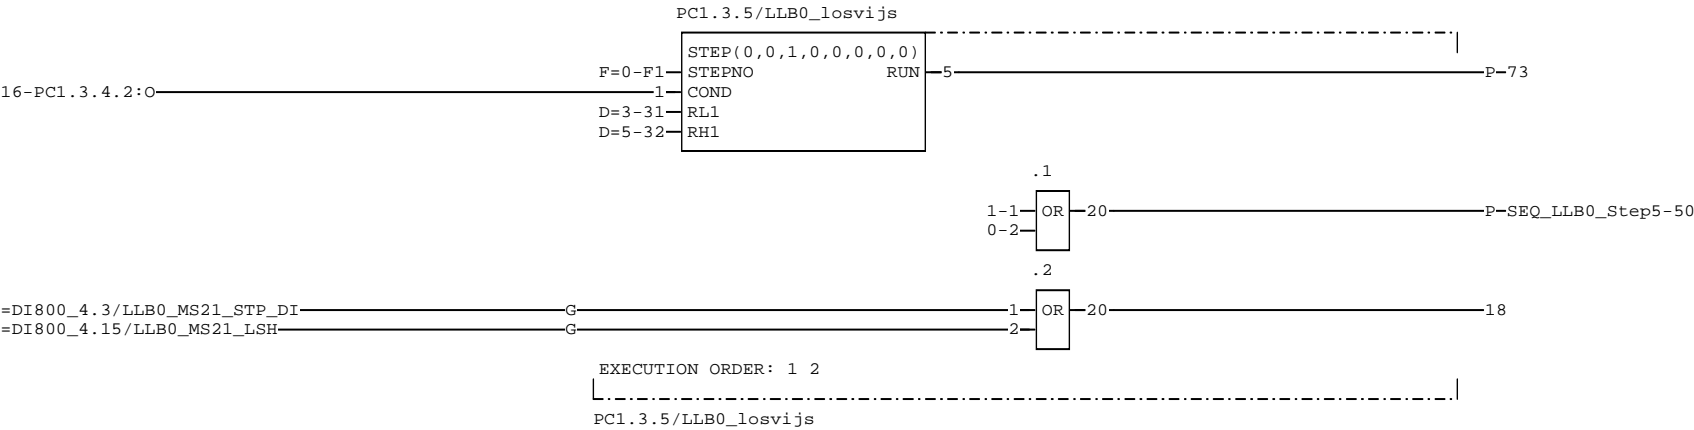 PC1.3.5/LLB0_losvijs
STEP(0,0,1,0,0,0,0,0)
F=0-F1 STEPNO RUN 5 P 73
16-PC1.3.4.2:O 1 COND
D=3-31 RL1
D=5-32 RH1
.1
1-1 OR 20 P SEQ_LLB0_Step5-50
0-2
.2
=DI800_4.3/LLB0_MS21_STP_DI G 1 OR 20 18
=DI800_4.15/LLB0_MS21_LSH G 2
EXECUTION ORDER: 1 2
PC1.3.5/LLB0_losvijs